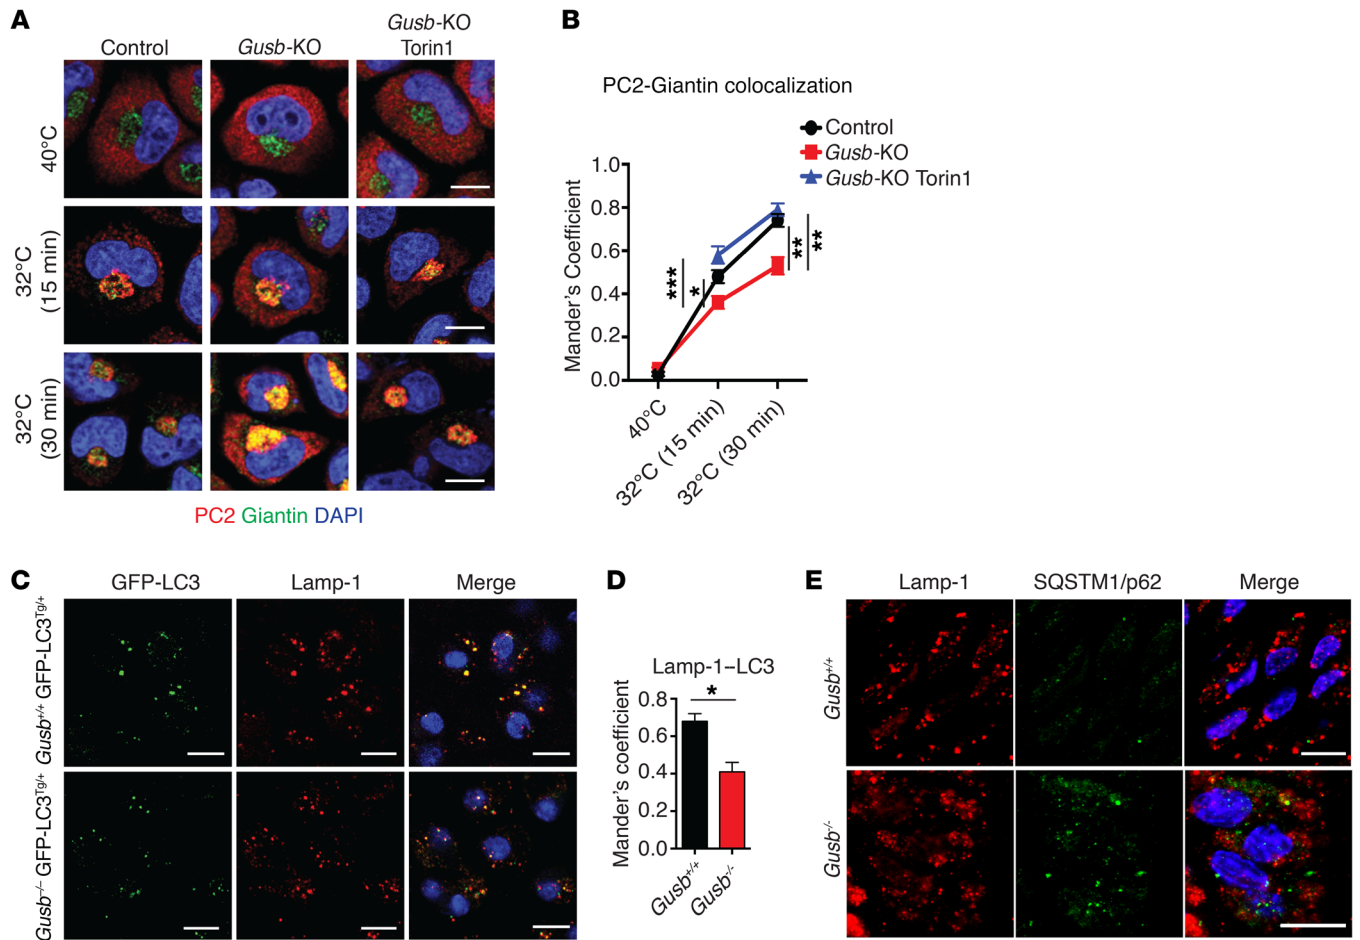 A
Control
Gusb-KO
Gusb-KO
Torin1
40°C
32°C
(15 min)
32°C
(30 min)
PC2 Giantin DAPI
B
PC2-Giantin colocalization
Control
Gusb-KO
Gusb-KO Torin1
Mander's Coefficient
1.0
0.8
0.6
0.4
0.2
0.0
***
*
**
**
40°C
32°C (15 min)
32°C (30 min)
C
GFP-LC3
Lamp-1
Merge
Gusb+/+ GFP-LC3Tg/+
Gusb-/- GFP-LC3Tg/+
D
Lamp-1–LC3
Mander's coefficient
0.8
0.6
0.4
0.2
0.0
*
Gusb+/+
Gusb-/-
E
Lamp-1
SQSTM1/p62
Merge
Gusb+/+
Gusb-/-